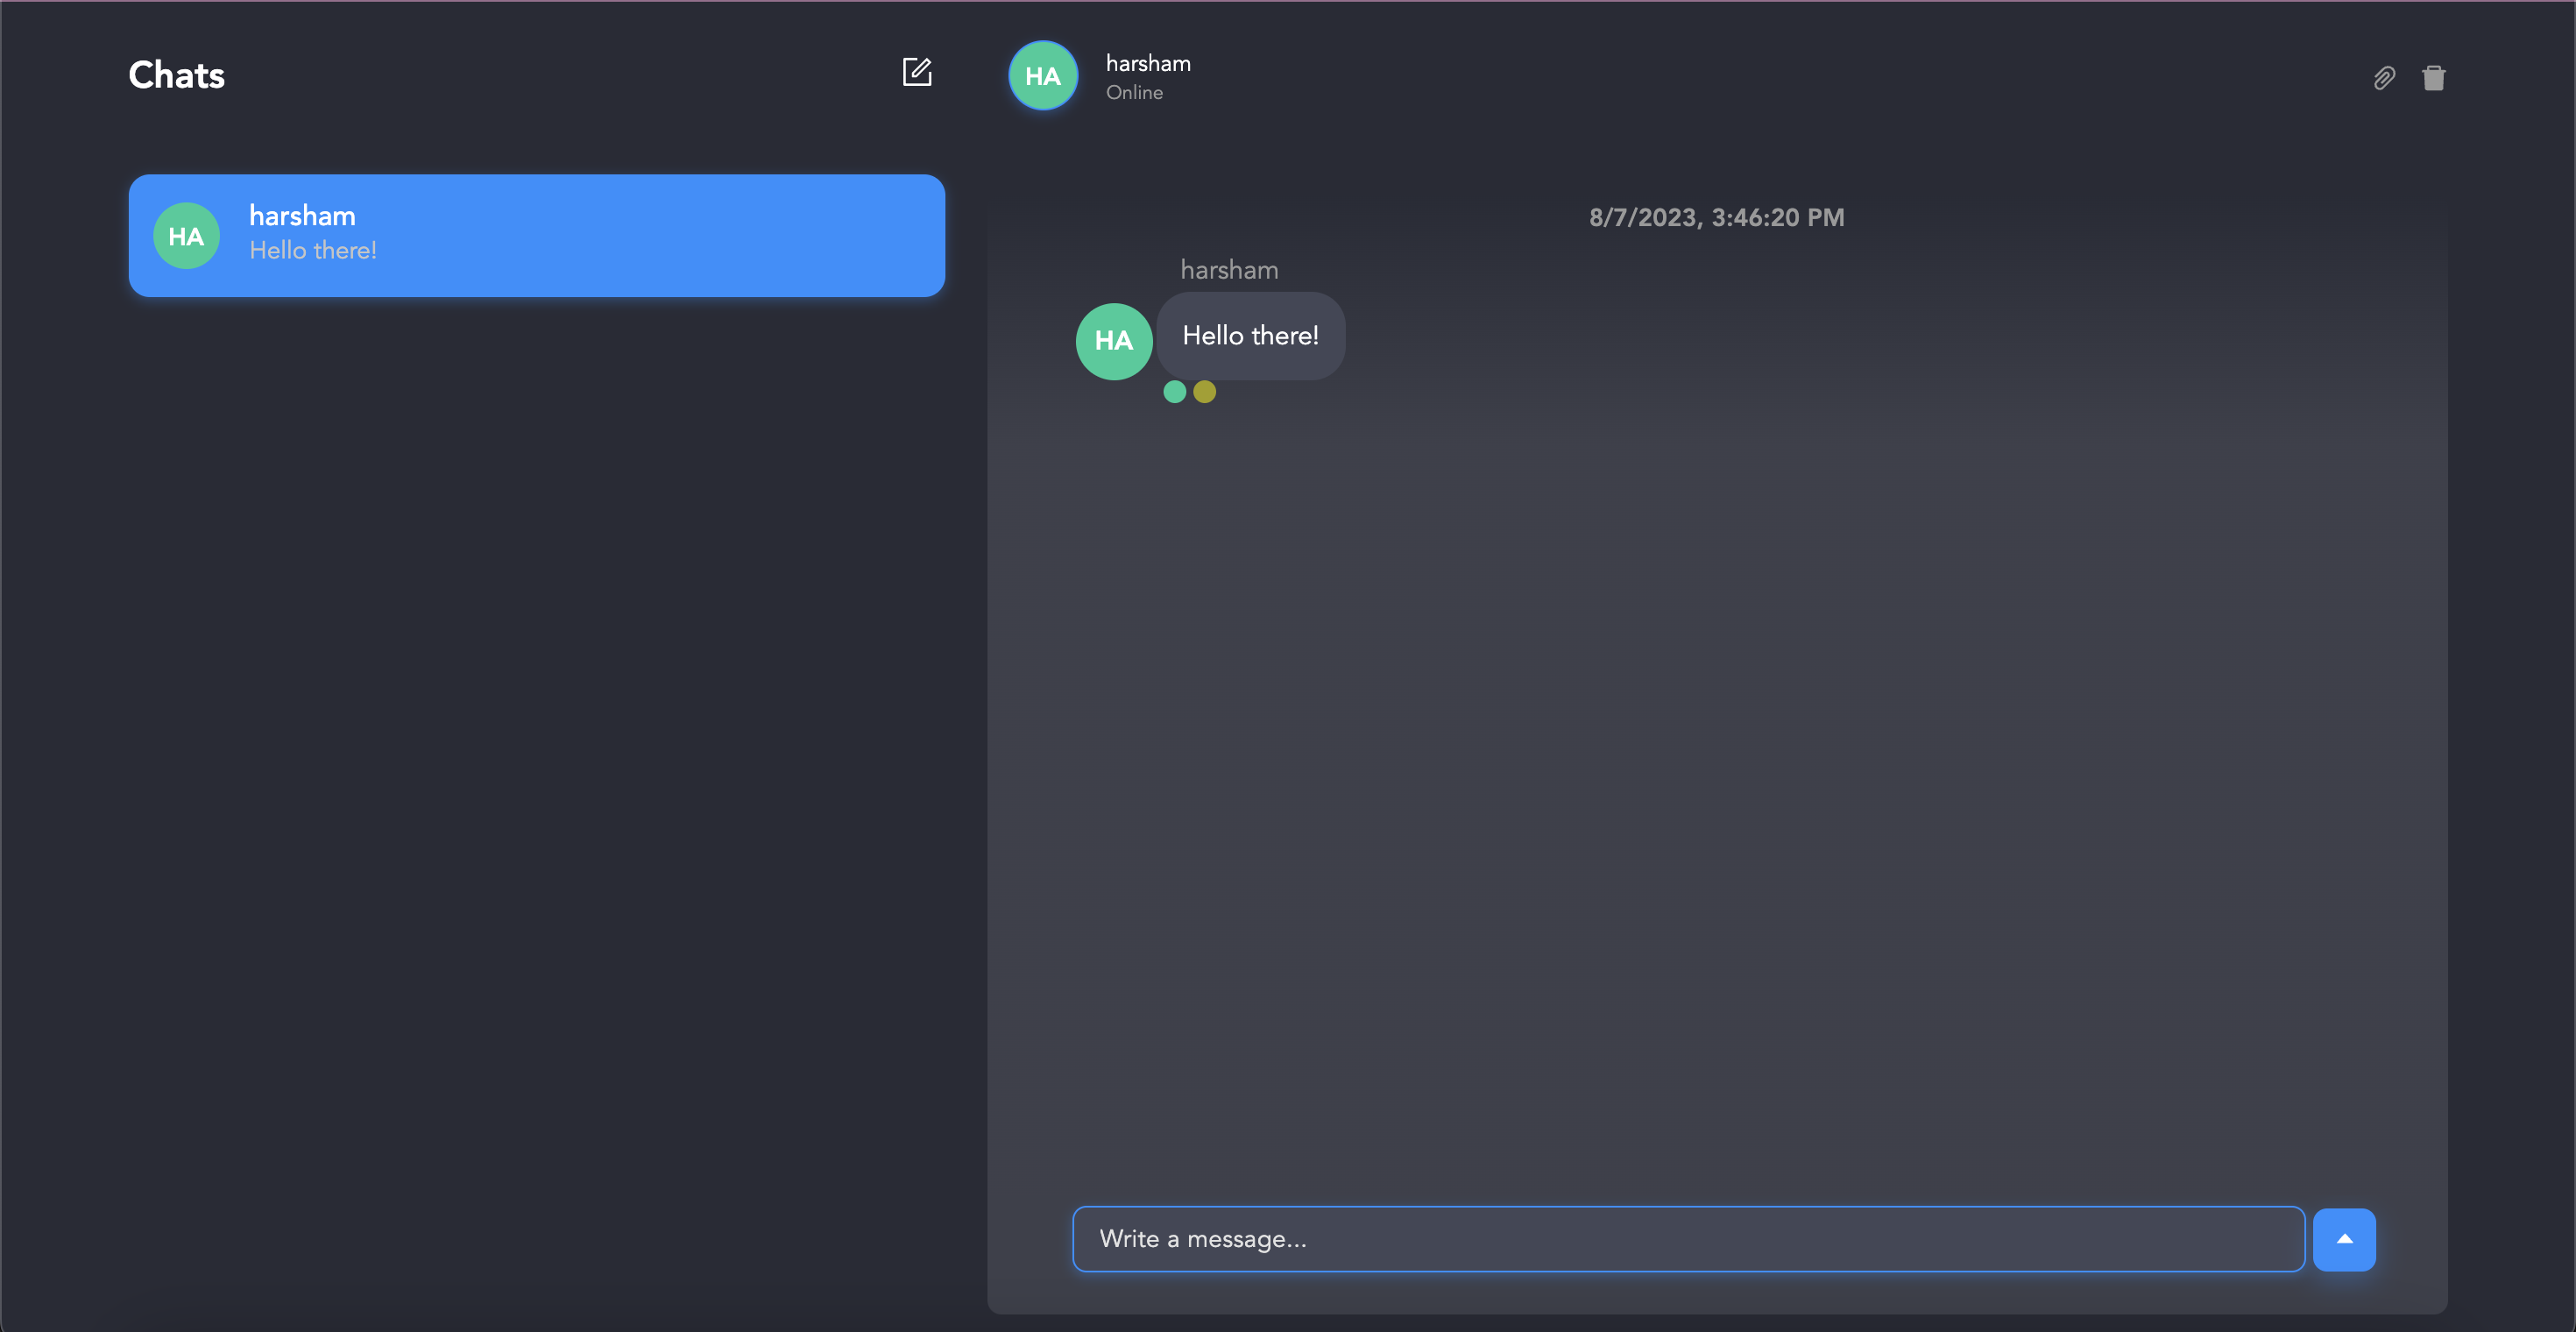 Chats
HA
harsham
Hello there!
HA
harsham
Online
8/7/2023, 3:46:20 PM
harsham
HA
Hello there!
Write a message...